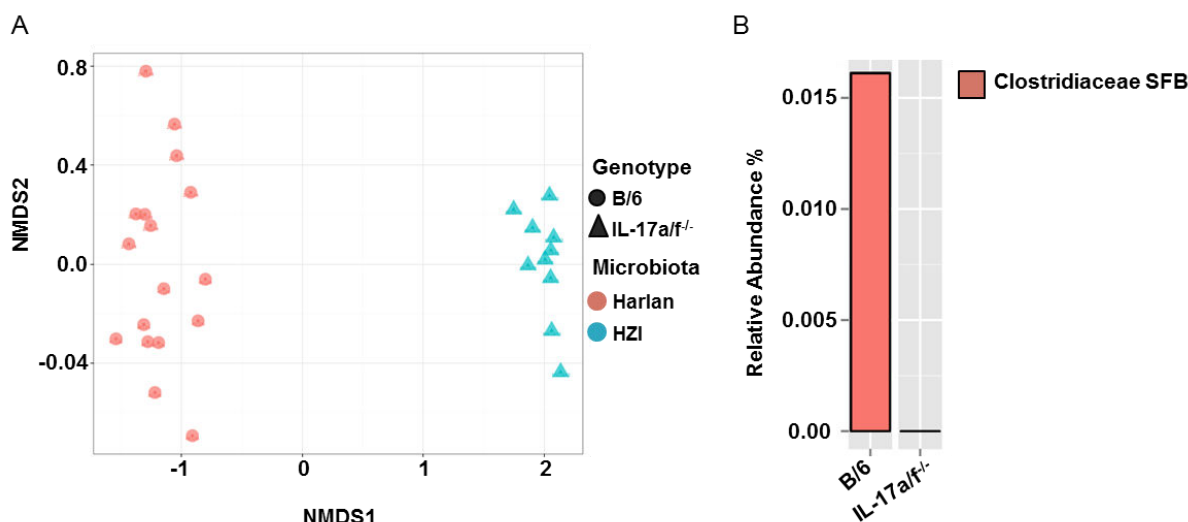 A
B
0.8
0.4
0.0
-0.04
NMDS2
-1
0
1
2
NMDS1
Genotype
B/6
IL-17a/f-/-
Microbiota
Harlan
HZI
Relative Abundance %
0.015
0.010
0.005
0.00
B/6
IL-17a/f-/-
Clostridiaceae SFB